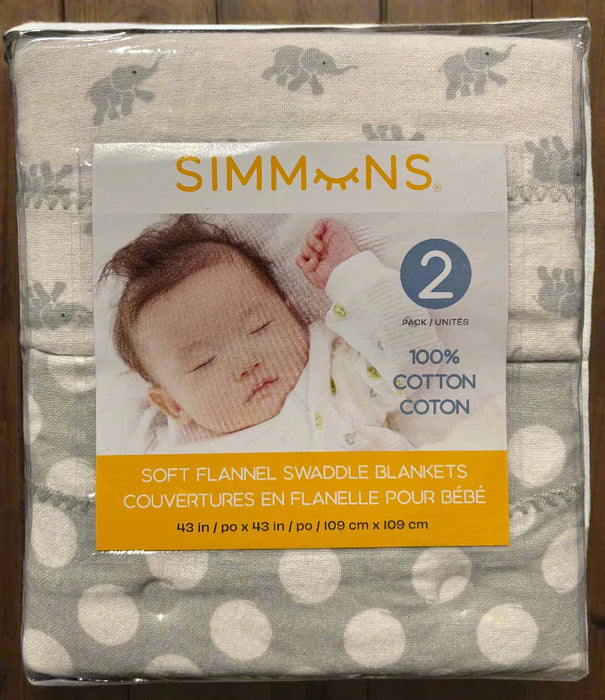 SIMMONS®
2
PACK / UNITÉS
100%
COTTON
COTON
SOFT FLANNEL SWADDLE BLANKETS
COUVERTURES EN FLANELLE POUR BÉBÉ
43 in / po x 43 in / po / 109 cm x 109 cm